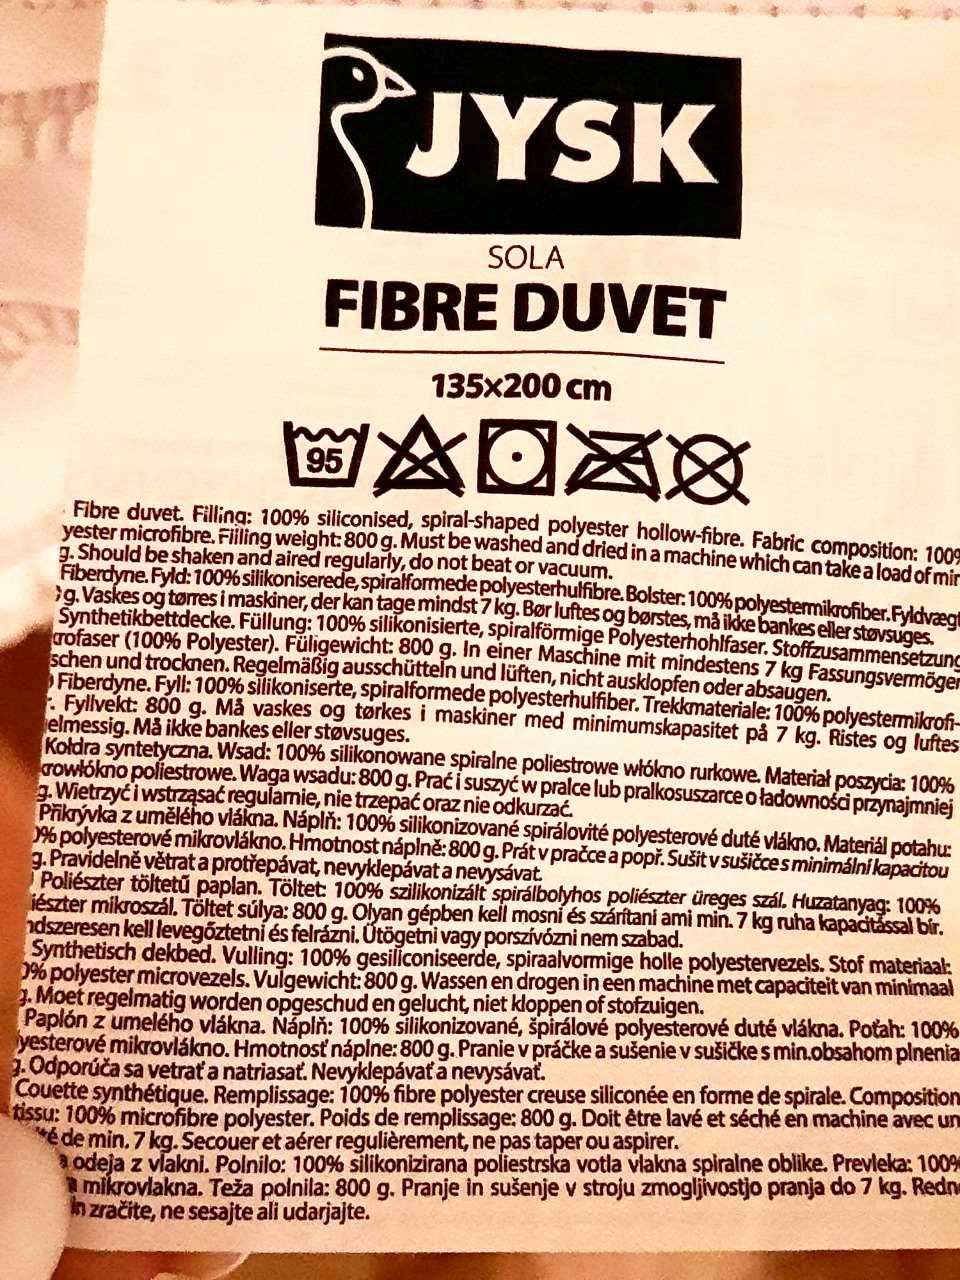 JYSK
SOLA
FIBRE DUVET
135×200 cm
95
Fibre duvet. Filling: 100% siliconised, spiral-shaped polyester hollow-fibre. Fabric composition: 100%
yester microfibre. Filling weight: 800 g. Must be washed and dried in a machine which can take a load of min
g. Should be shaken and aired regularly, do not beat or vacuum.
Fiberdyne. Fyld: 100% silikoniserede, spiralformede polyesterhulfibre. Bolster: 100% polyestermikrofiber. Fyldvægt
g. Vaskes og tørres i maskiner, der kan tage mindst 7 kg. Bør luftes og børstes, må ikke bankes eller støvsuges.
Synthetikbettdecke. Füllung: 100% silikonisierte, spiralförmige Polyesterhohlfaser. Stoffzusammensetzung
rofaser (100% Polyester). Füligewicht: 800 g. In einer Maschine mit mindestens 7 kg Fassungsvermögen
schen und trocknen. Regelmäßig ausschütteln und lüften, nicht ausklopfen oder absaugen.
Fiberdyne. Fyll: 100% silikoniserte, spiralformede polyesterhulfiber. Trekkmateriale: 100% polyestermikrofi-
. Fyllvekt: 800 g. Må vaskes og tørkes i maskiner med minimumskapasitet på 7 kg. Ristes og luftes
elmessig. Må ikke bankes eller støvsuges.
Kołdra syntetyczna. Wsad: 100% silikonowane spiralne poliestrowe włókno rurkowe. Materiał poszycia: 100%
rowłókno poliestrowe. Waga wsadu: 800 g. Prać i suszyć w pralce lub pralkosuszarce o ładowności przynajmniej
g. Wietrzyć i wstrząsać regularnie, nie trzepać oraz nie odkurzać.
Přikrývka z umělého vlákna. Náplň: 100% silikonizované spirálovité polyesterové duté vlákno. Materiál potahu:
% polyesterové mikrovlákno. Hmotnost náplně: 800 g. Prát v pračce a popř. Sušit v sušičce s minimální kapacitou
g. Pravidelně větrat a protřepávat, nevyklepávat a nevysávat.
Poliészter töltetű paplan. Töltet: 100% szilikonizált spirálbolyhos poliészter üreges szál. Huzatanyag: 100%
iészter mikroszál. Töltet súlya: 800 g. Olyan gépben kell mosni és szárítani ami min. 7 kg ruha kapacitással bír.
ndszeresen kell levegőztetni és felrázni. Ütögetni vagy porszívózni nem szabad.
Synthetisch dekbed. Vulling: 100% gesiliconiseerde, spiraalvormige holle polyestervezels. Stof materiaal:
% polyester microvezels. Vulgewicht: 800 g. Wassen en drogen in een machine met capaciteit van minimaal
g. Moet regelmatig worden opgeschud en gelucht, niet kloppen of stofzuigen.
Paplón z umelého vlákna. Náplň: 100% silikonizované, špirálové polyesterové duté vlákna. Poťah: 100%
yesterové mikrovlákno. Hmotnosť náplne: 800 g. Pranie v práčke a sušenie v sušičke s min.obsahom plnenia
g. Odporúča sa vetrať a natriasať. Nevyklepávať a nevysávať.
Couette synthétique. Remplissage: 100% fibre polyester creuse siliconée en forme de spirale. Composition
tissu: 100% microfibre polyester. Poids de remplissage: 800 g. Doit être lavé et séché en machine avec un
té de min. 7 kg. Secouer et aérer regulièrement, ne pas taper ou aspirer.
a odeja z vlakni. Polnilo: 100% silikonizirana poliestrska votla vlakna spiralne oblike. Prevleka: 100%
mikrovlakna. Teža polnila: 800 g. Pranje in sušenje v stroju zmogljivostjo pranja do 7 kg. Redn
in zračite, ne sesajte ali udarjajte.